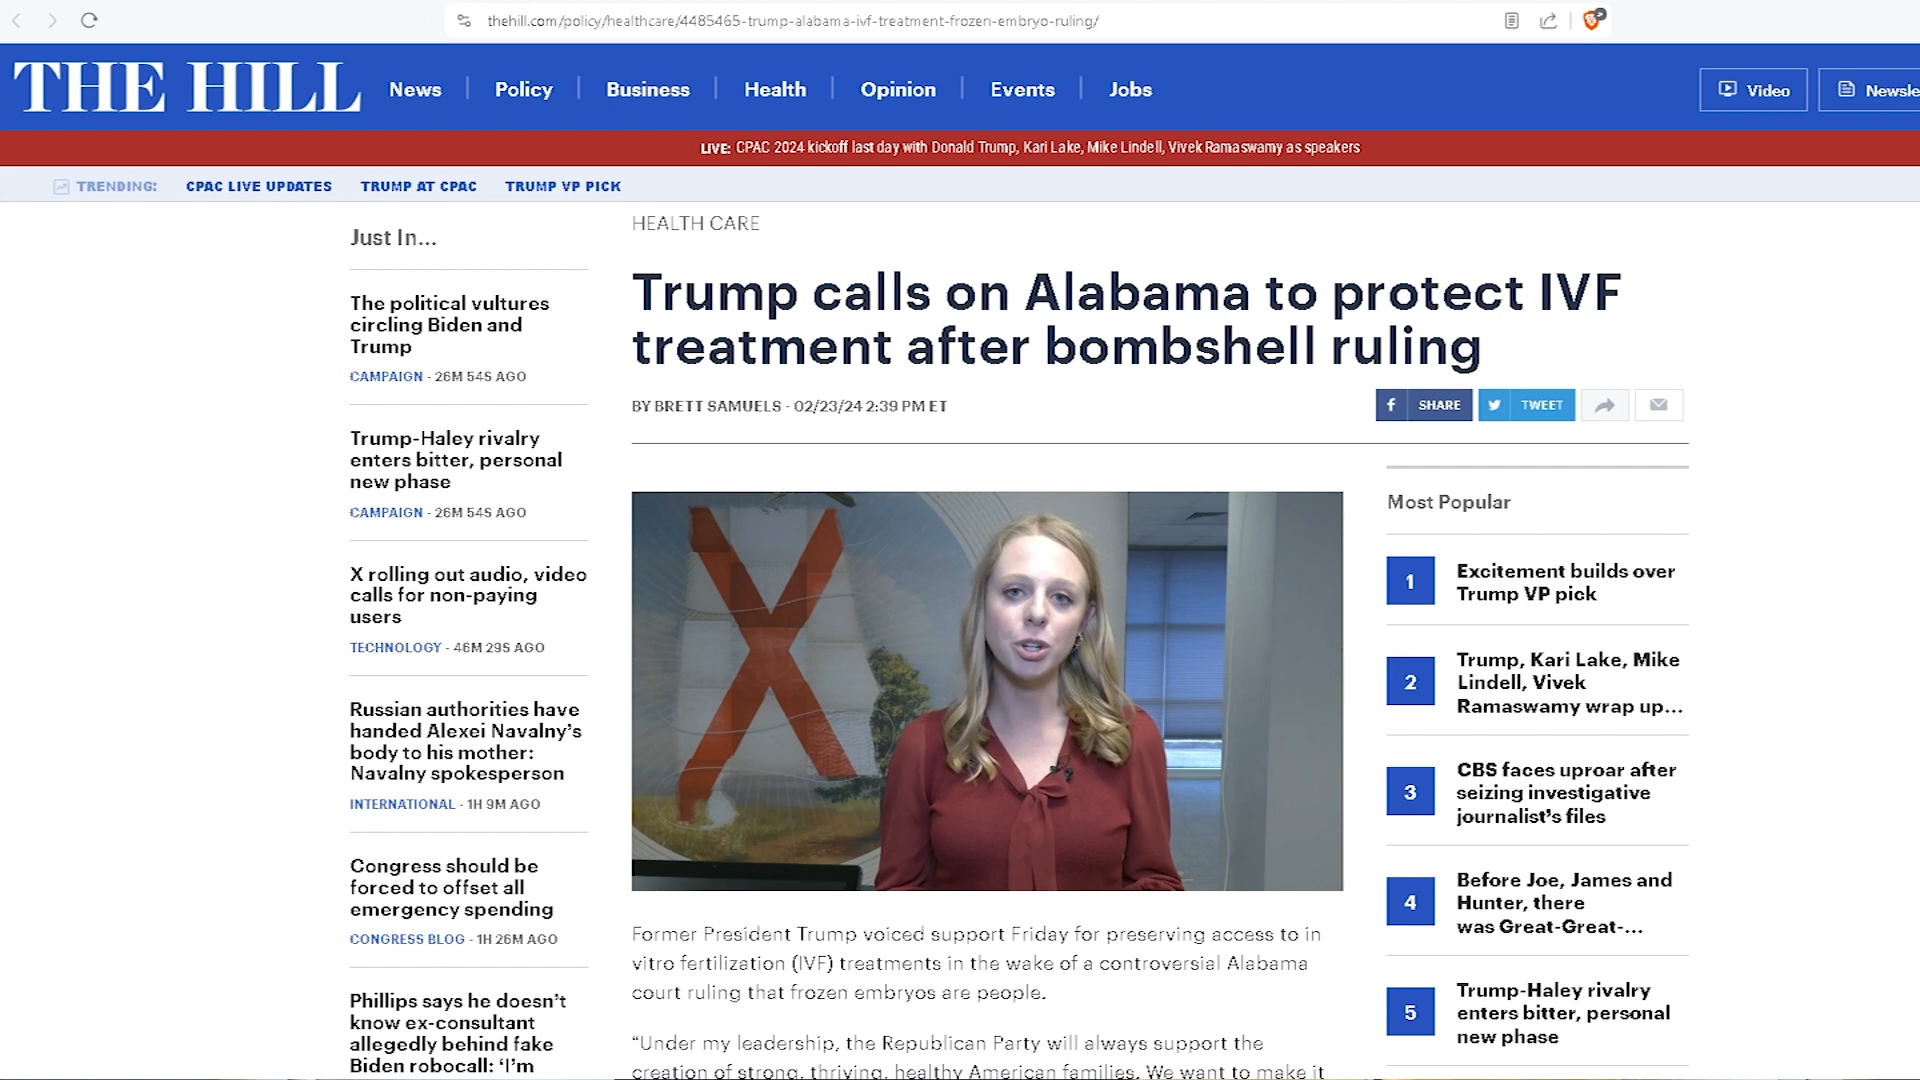 thehill.com/policy/healthcare/4485465-trump-alabama-ivf-treatment-frozen-embryo-ruling/
THE HILL
News
Policy
Business
Health
Opinion
Events
Jobs
Video
Newsle
LIVE: CPAC 2024 kickoff last day with Donald Trump, Kari Lake, Mike Lindell, Vivek Ramaswamy as speakers
TRENDING:
CPAC LIVE UPDATES
TRUMP AT CPAC
TRUMP VP PICK
Just In...
The political vultures
circling Biden and
Trump
CAMPAIGN - 26M 54S AGO
Trump-Haley rivalry
enters bitter, personal
new phase
CAMPAIGN - 26M 54S AGO
X rolling out audio, video
calls for non-paying
users
TECHNOLOGY - 46M 29S AGO
Russian authorities have
handed Alexei Navalny’s
body to his mother:
Navalny spokesperson
INTERNATIONAL - 1H 9M AGO
Congress should be
forced to offset all
emergency spending
CONGRESS BLOG - 1H 26M AGO
Phillips says he doesn’t
know ex-consultant
allegedly behind fake
Biden robocall: ‘I’m
HEALTH CARE
Trump calls on Alabama to protect IVF
treatment after bombshell ruling
BY BRETT SAMUELS - 02/23/24 2:39 PM ET
SHARE
TWEET
Former President Trump voiced support Friday for preserving access to in
vitro fertilization (IVF) treatments in the wake of a controversial Alabama
court ruling that frozen embryos are people.
“Under my leadership, the Republican Party will always support the
creation of strong, thriving, healthy American families. We want to make it
Most Popular
1
Excitement builds over
Trump VP pick
2
Trump, Kari Lake, Mike
Lindell, Vivek
Ramaswamy wrap up...
3
CBS faces uproar after
seizing investigative
journalist’s files
4
Before Joe, James and
Hunter, there
was Great-Great-...
5
Trump-Haley rivalry
enters bitter, personal
new phase